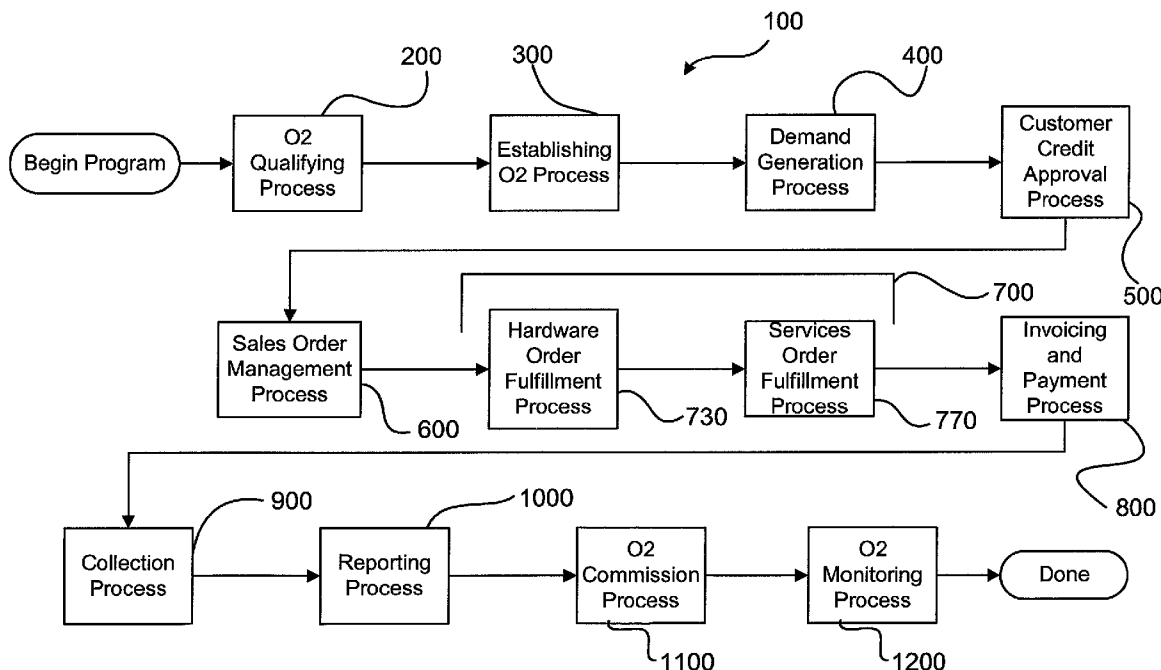 100
200
300
400
Begin Program
O2
Qualifying
Process
Establishing
O2 Process
Demand
Generation
Process
Customer
Credit
Approval
Process
500
700
Sales Order
Management
Process
600
Hardware
Order
Fulfillment
Process
730
Services
Order
Fulfillment
Process
770
Invoicing
and
Payment
Process
800
900
1000
Collection
Process
Reporting
Process
O2
Commission
Process
1100
O2
Monitoring
Process
1200
Done